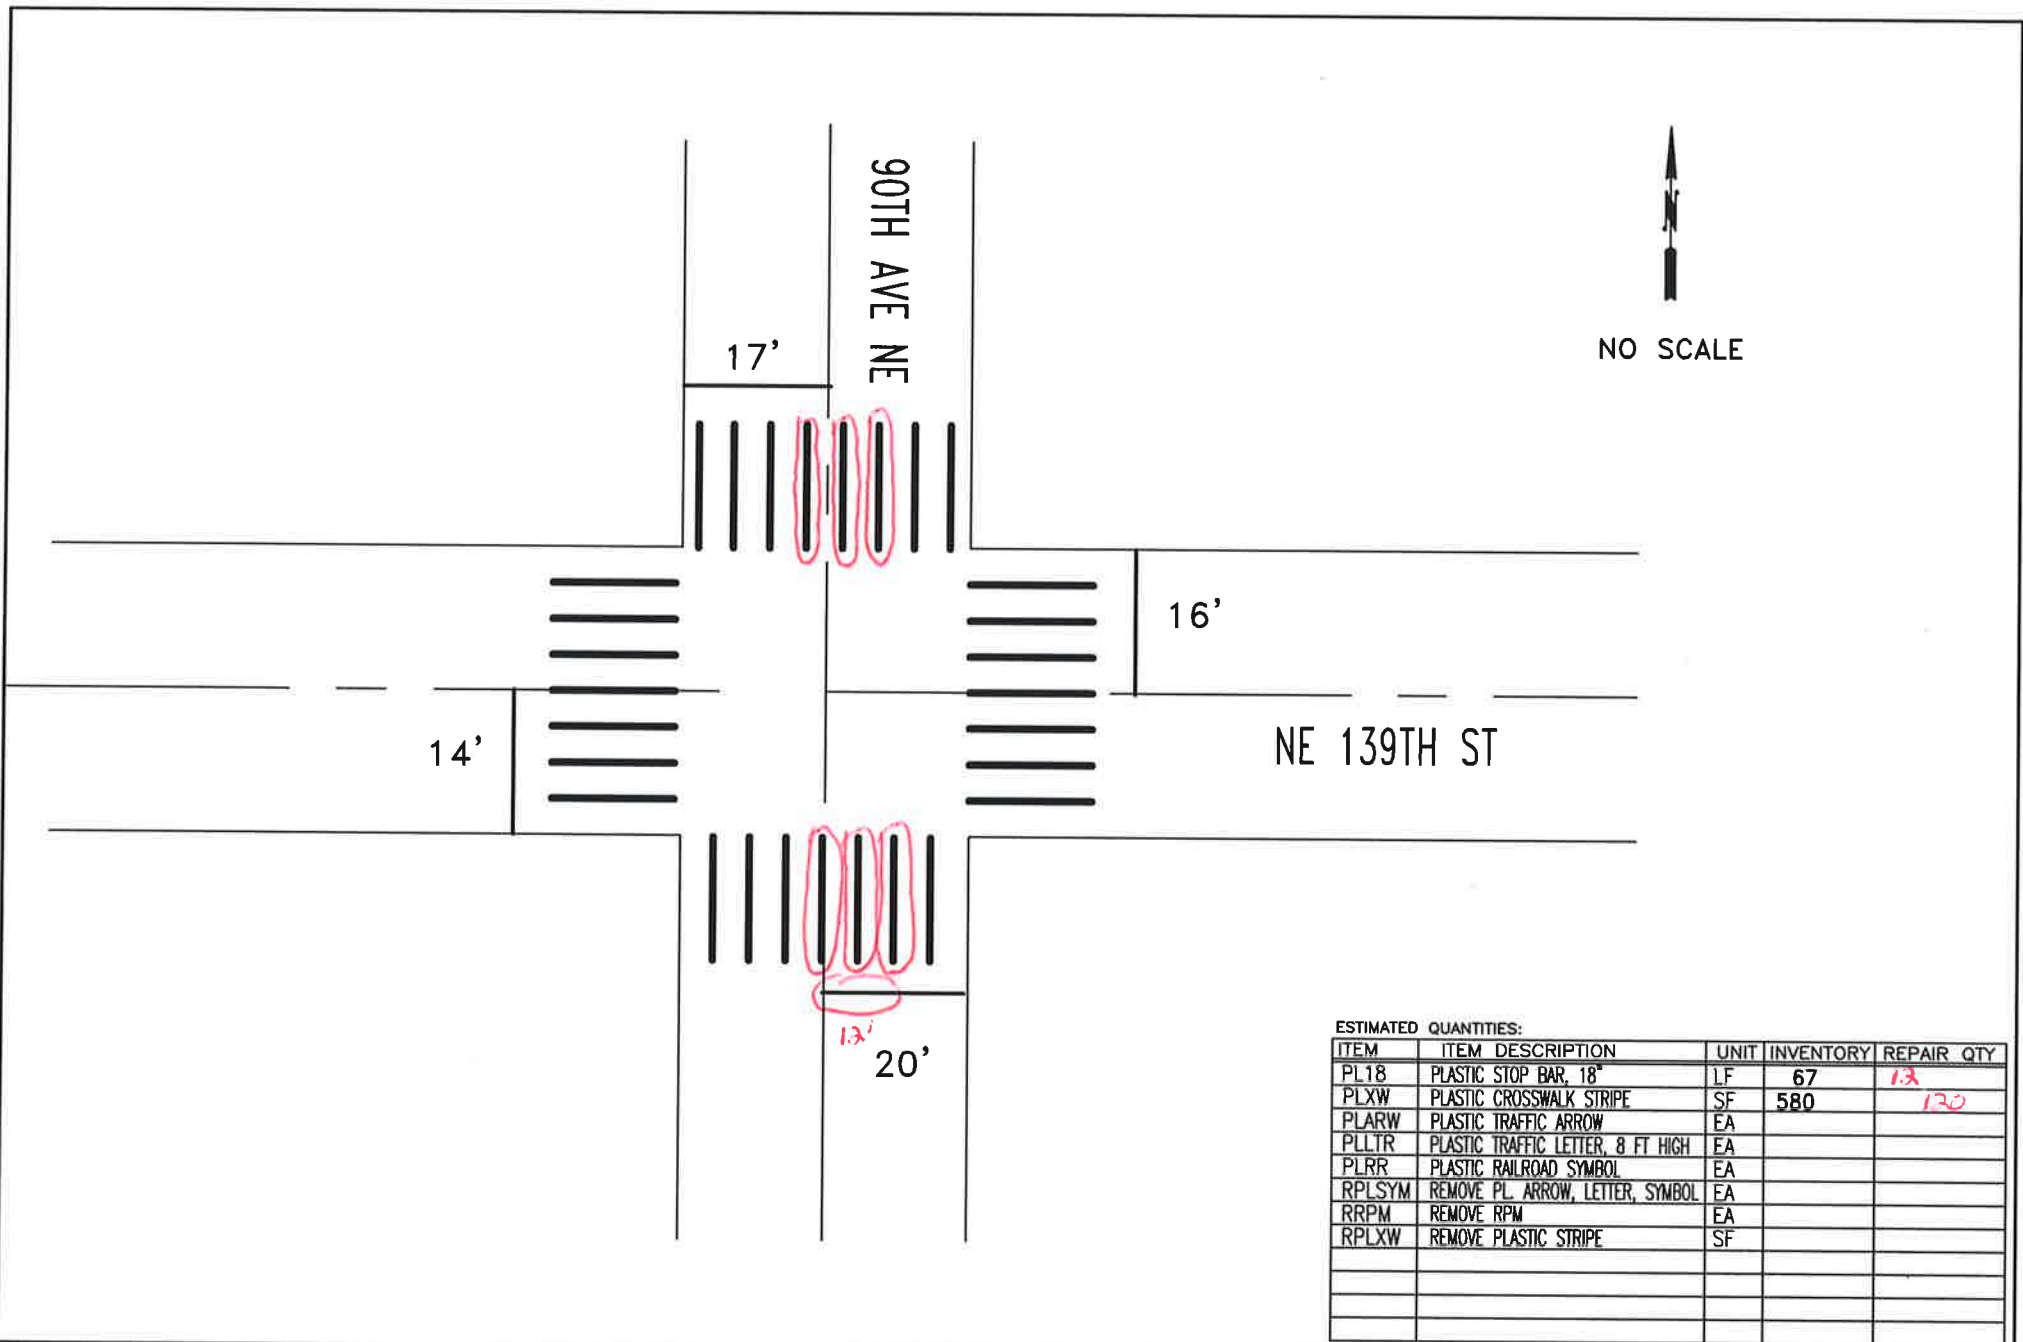 90TH AVE NE
N
NO SCALE
17’
16’
14’
NE 139TH ST
12'
20’
ESTIMATED QUANTITIES:
ITEM ITEM DESCRIPTION UNIT INVENTORY REPAIR QTY
PL18 PLASTIC STOP BAR, 18" LF 67 12
PLXW PLASTIC CROSSWALK STRIPE SF 580 120
PLARW PLASTIC TRAFFIC ARROW EA
PLLTR PLASTIC TRAFFIC LETTER, 8 FT HIGH EA
PLRR PLASTIC RAILROAD SYMBOL EA
RPLSYM REMOVE PL. ARROW, LETTER, SYMBOL EA
RRPM REMOVE RPM EA
RPLXW REMOVE PLASTIC STRIPE SF